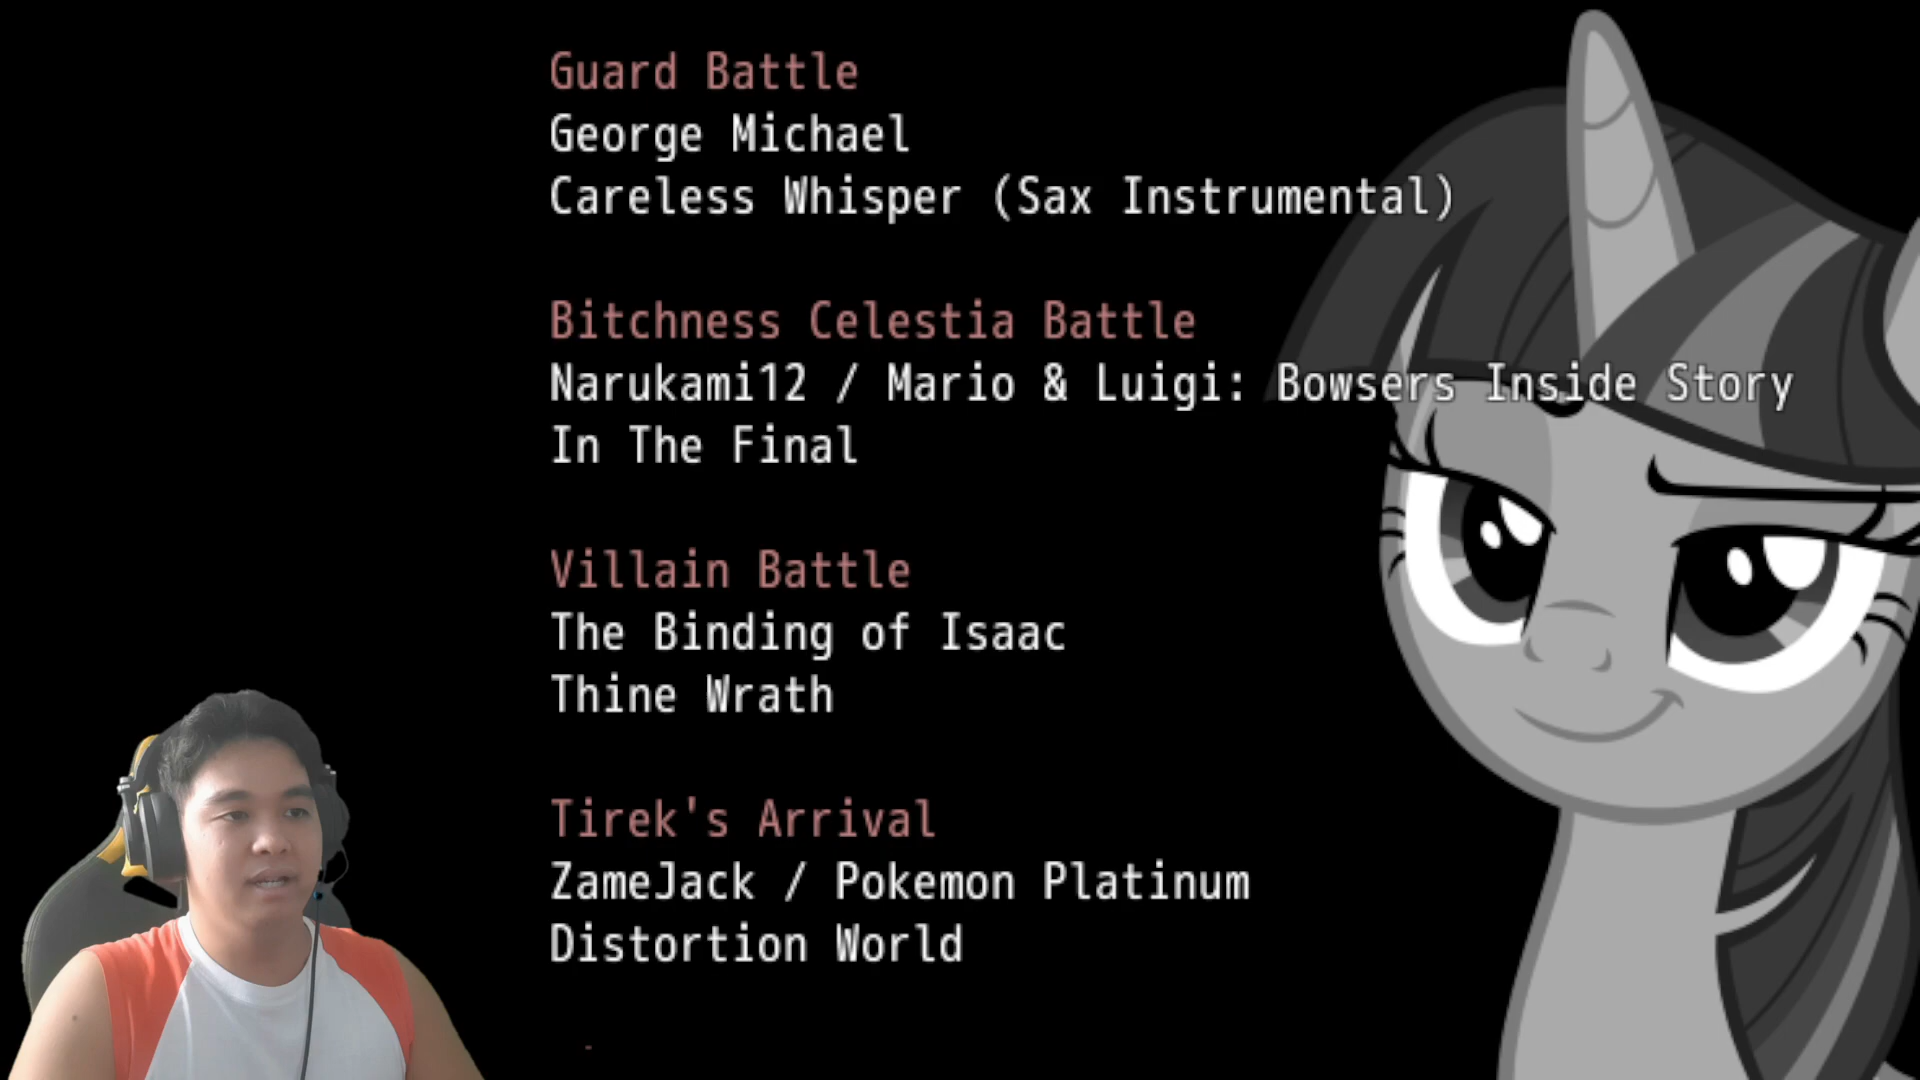 Guard Battle
George Michael
Careless Whisper (Sax Instrumental)
Bitchness Celestia Battle
Narukami12 / Mario & Luigi: Bowsers Inside Story
In The Final
Villain Battle
The Binding of Isaac
Thine Wrath
Tirek's Arrival
ZameJack / Pokemon Platinum
Distortion World